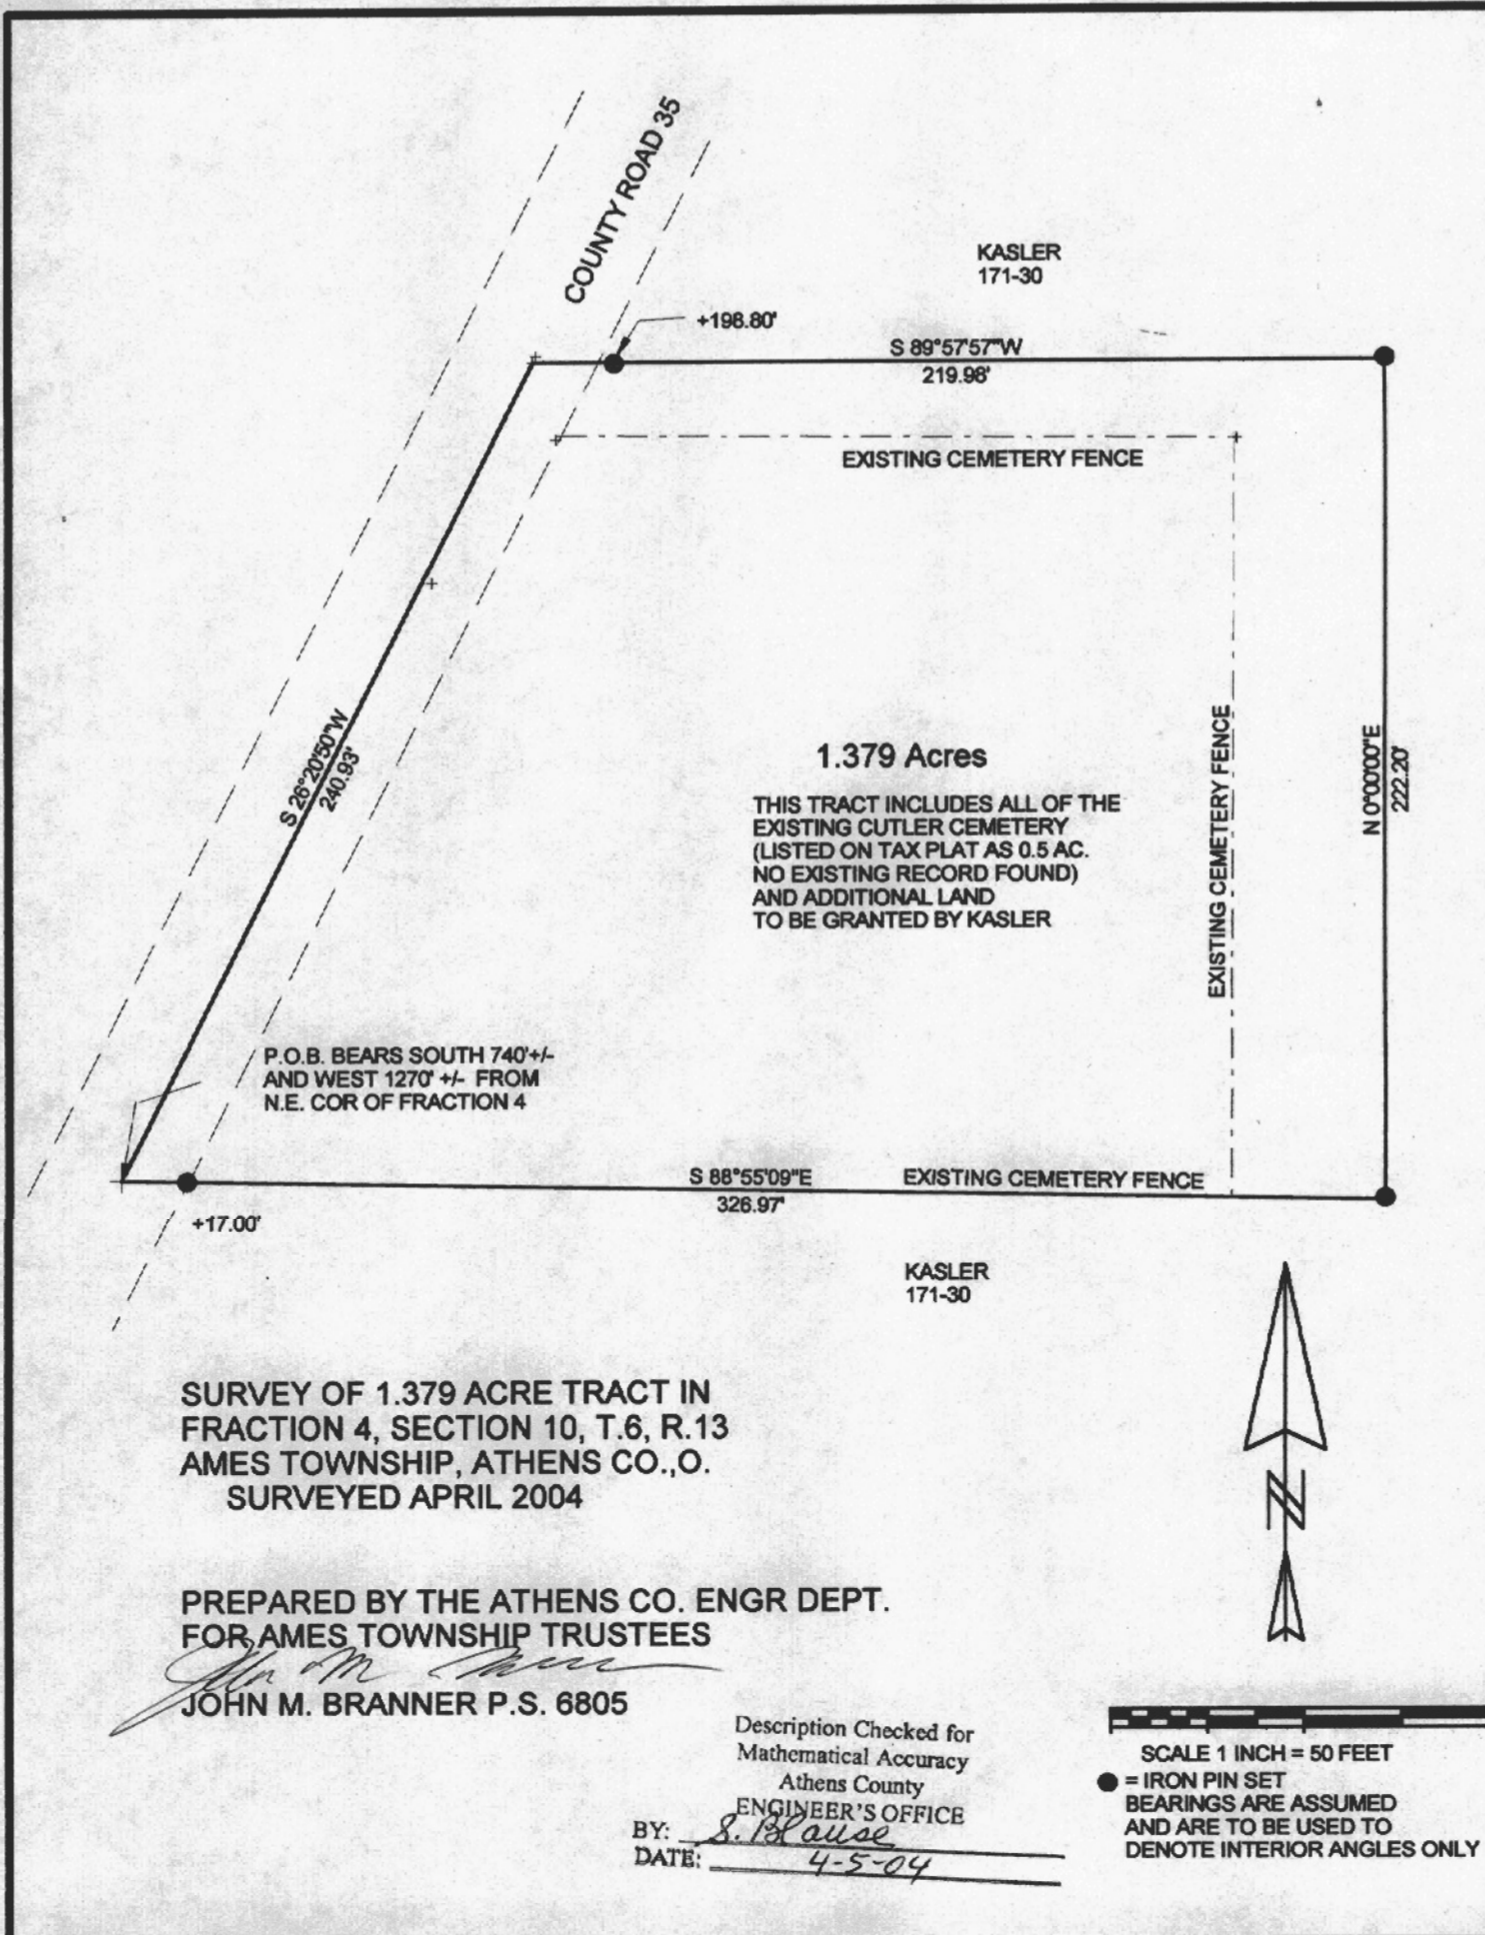 COUNTY ROAD 35
KASLER
171-30
+198.80'
S 89°57'57"W
219.98'
EXISTING CEMETERY FENCE
S 26°20'50"W
240.93'
1.379 Acres
THIS TRACT INCLUDES ALL OF THE
EXISTING CUTLER CEMETERY
(LISTED ON TAX PLAT AS 0.5 AC.
NO EXISTING RECORD FOUND)
AND ADDITIONAL LAND
TO BE GRANTED BY KASLER
EXISTING CEMETERY FENCE
N 0°00'00"E
222.20'
P.O.B. BEARS SOUTH 740'+/-
AND WEST 1270' +/- FROM
N.E. COR OF FRACTION 4
S 88°55'09"E
326.97'
EXISTING CEMETERY FENCE
+17.00'
KASLER
171-30
SURVEY OF 1.379 ACRE TRACT IN
FRACTION 4, SECTION 10, T.6, R.13
AMES TOWNSHIP, ATHENS CO.,O.
SURVEYED APRIL 2004
N
PREPARED BY THE ATHENS CO. ENGR DEPT.
FOR AMES TOWNSHIP TRUSTEES
JOHN M. BRANNER P.S. 6805
Description Checked for
Mathematical Accuracy
Athens County
ENGINEER'S OFFICE
BY: S. Blause
DATE: 4-5-04
SCALE 1 INCH = 50 FEET
= IRON PIN SET
BEARINGS ARE ASSUMED
AND ARE TO BE USED TO
DENOTE INTERIOR ANGLES ONLY